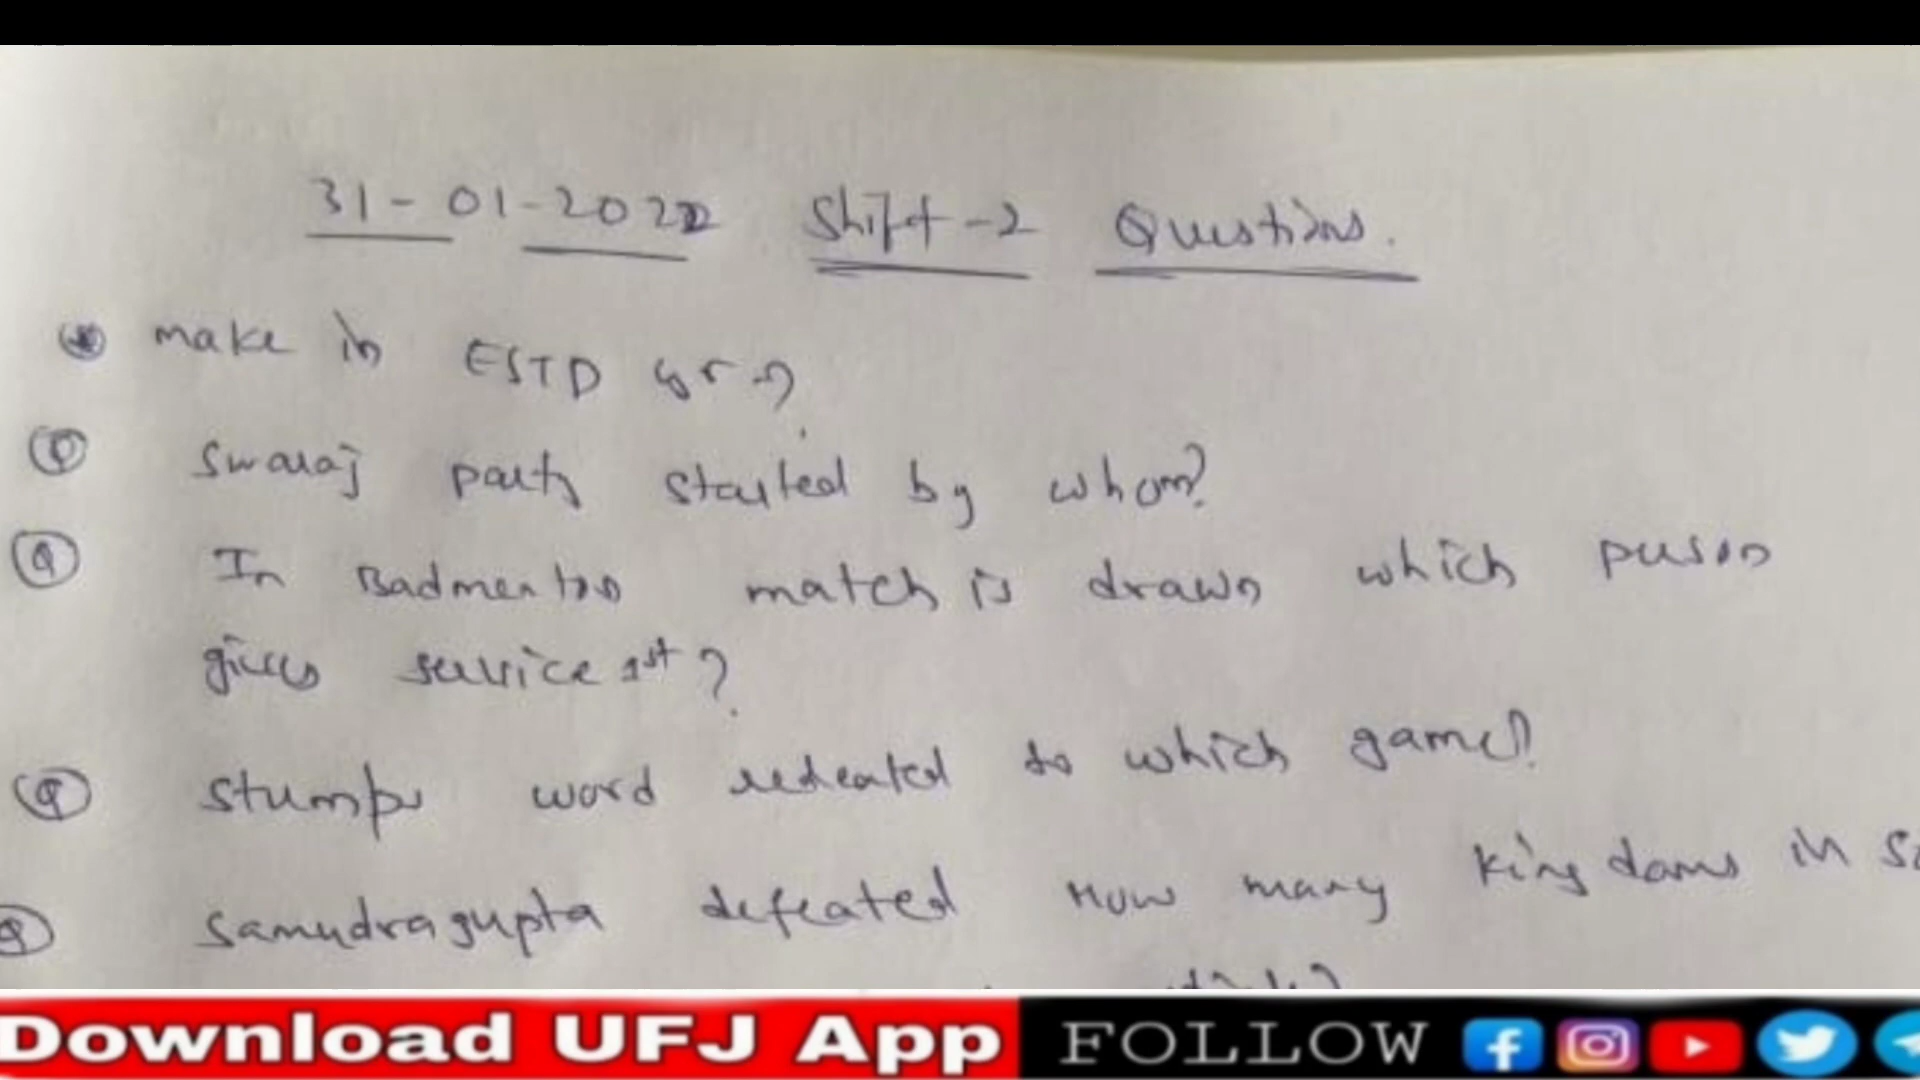 31-01-2022 Shift-2 Questions.
make in ESTD yr-?
Swaraj party started by whom?
In Badmenton match is drawn which person
gives service 1st?
Stumps word related to which game?
Samudragupta defeated How many kingdoms in
Download UFJ App FOLLOW